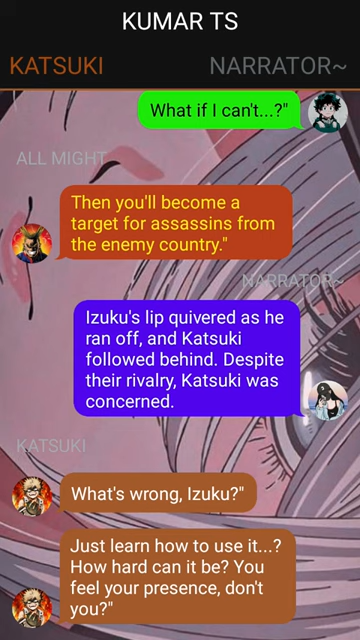 KUMAR TS
KATSUKI
NARRATOR~
What if I can't...?"
ALL MIGHT
Then you'll become a
target for assassins from
the enemy country."
NARRATOR~
Izuku's lip quivered as he
ran off, and Katsuki
followed behind. Despite
their rivalry, Katsuki was
concerned.
KATSUKI
What's wrong, Izuku?"
Just learn how to use it...?
How hard can it be? You
feel your presence, don't
you?"